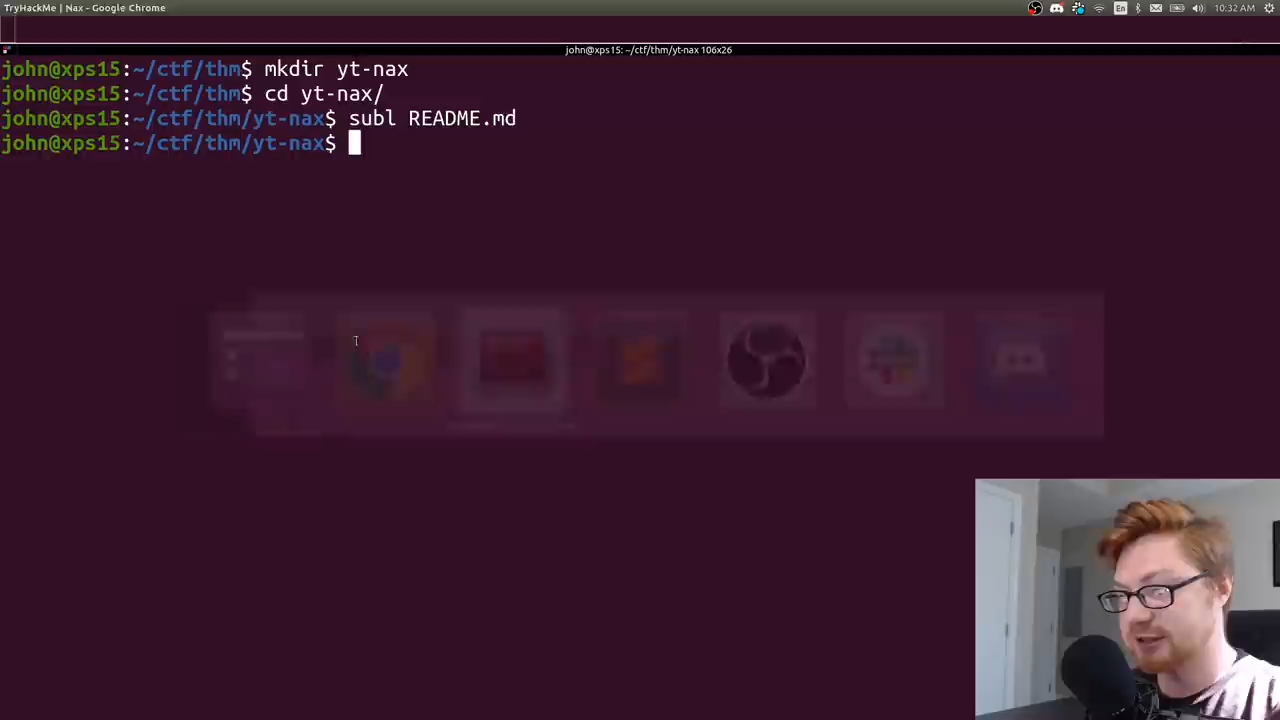 TryHackMe | Nax - Google Chrome
En
10:32 AM
john@xps15: ~/ctf/thm/yt-nax 106x26
john@xps15:~/ctf/thm$ mkdir yt-nax
john@xps15:~/ctf/thm$ cd yt-nax/
john@xps15:~/ctf/thm/yt-nax$ subl README.md
john@xps15:~/ctf/thm/yt-nax$